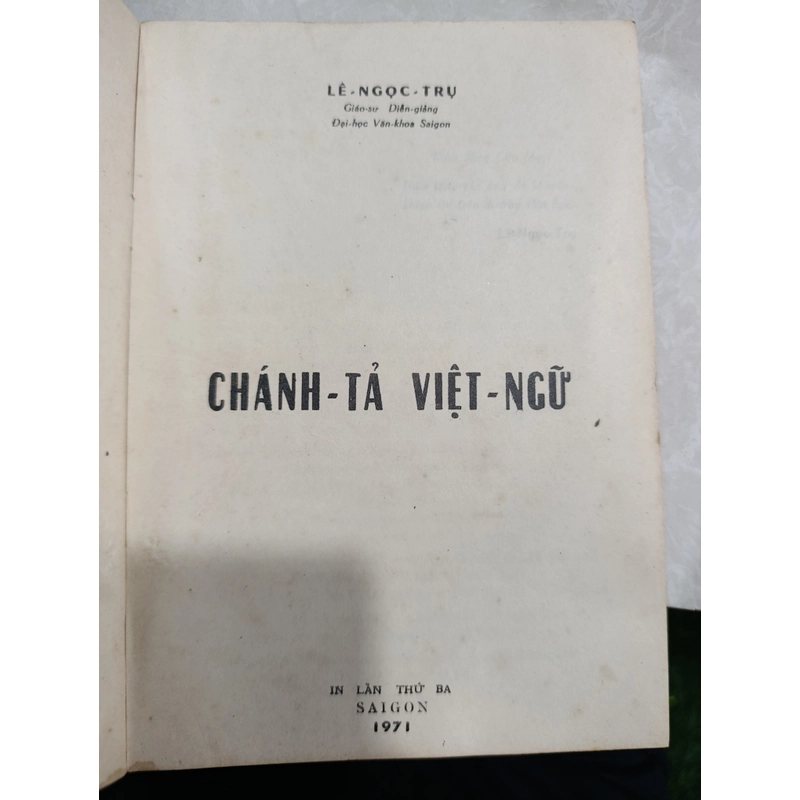 LÊ-NGỌC-TRỤ
Giáo-sư Diễn-giảng
Đại-học Văn-khoa Saigon
CHÁNH-TẢ VIỆT-NGỮ
IN LẦN THỨ BA
SAIGON
1971